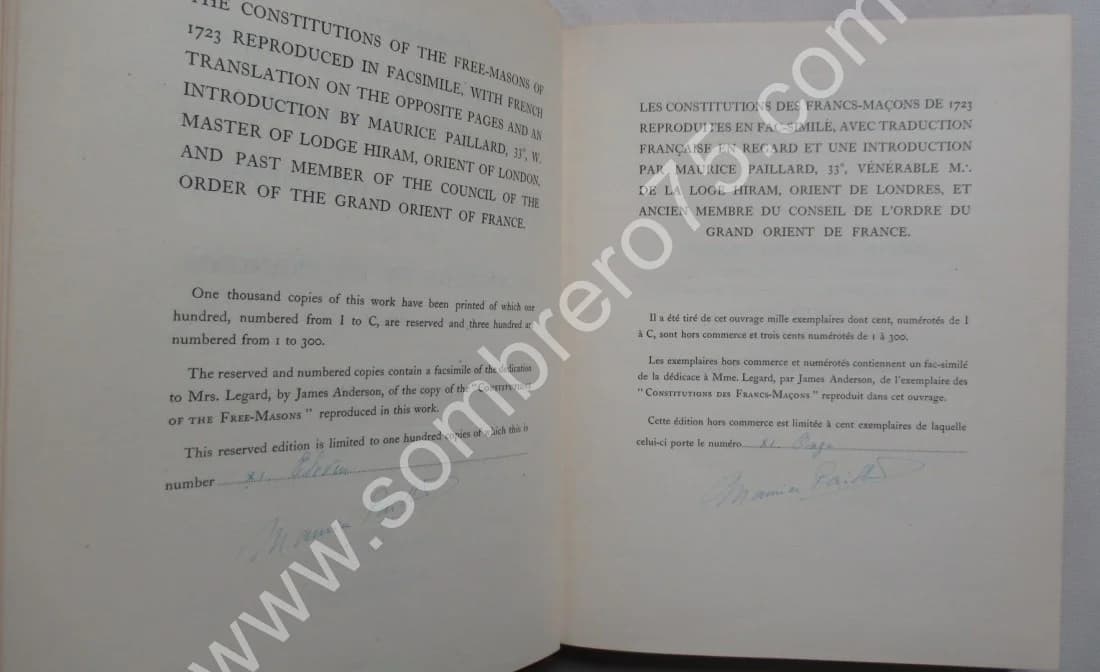 THE CONSTITUTIONS OF THE FREE-MASONS OF
1723 REPRODUCED IN FACSIMILE, WITH FRENCH
TRANSLATION ON THE OPPOSITE PAGES AND AN
INTRODUCTION BY MAURICE PAILLARD, 33°, W.
MASTER OF LODGE HIRAM, ORIENT OF LONDON,
AND PAST MEMBER OF THE COUNCIL OF THE
ORDER OF THE GRAND ORIENT OF FRANCE.
One thousand copies of this work have been printed of which one
hundred, numbered from I to C, are reserved and three hundred are
numbered from 1 to 300.
The reserved and numbered copies contain a facsimile of the dedication
to Mrs. Legard, by James Anderson, of the copy of the "Constitutions
of the Free-Masons" reproduced in this work.
This reserved edition is limited to one hundred copies of which this is
number XI Eleven
Maurice Paillard
LES CONSTITUTIONS DES FRANCS-MAÇONS DE 1723
REPRODUITES EN FAC-SIMILÉ, AVEC TRADUCTION
FRANÇAISE EN REGARD ET UNE INTRODUCTION
PAR MAURICE PAILLARD, 33°, VÉNÉRABLE M∴
DE LA LOGE HIRAM, ORIENT DE LONDRES, ET
ANCIEN MEMBRE DU CONSEIL DE L'ORDRE DU
GRAND ORIENT DE FRANCE.
Il a été tiré de cet ouvrage mille exemplaires dont cent, numérotés de I
à C, sont hors commerce et trois cents numérotés de 1 à 300.
Les exemplaires hors commerce et numérotés contiennent un fac-similé
de la dédicace à Mme. Legard, par James Anderson, de l'exemplaire des
"Constitutions des Francs-Maçons" reproduit dans cet ouvrage.
Cette édition hors commerce est limitée à cent exemplaires de laquelle
celui-ci porte le numéro XI Onze
Maurice Paillard
www.sombrero75.com